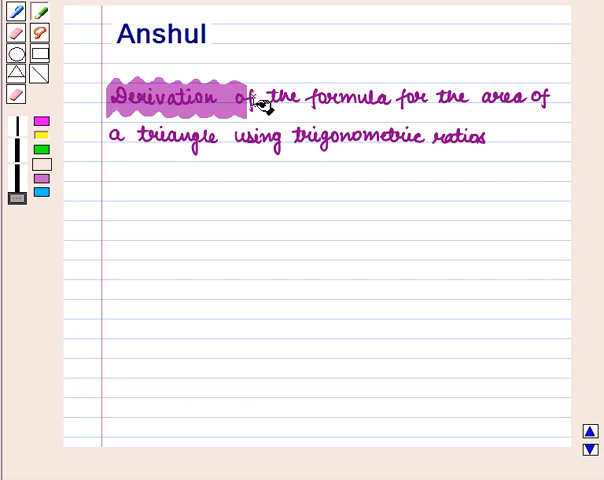 Anshul
Derivation of the formula for the area of
a triangle using trigonometric ratios